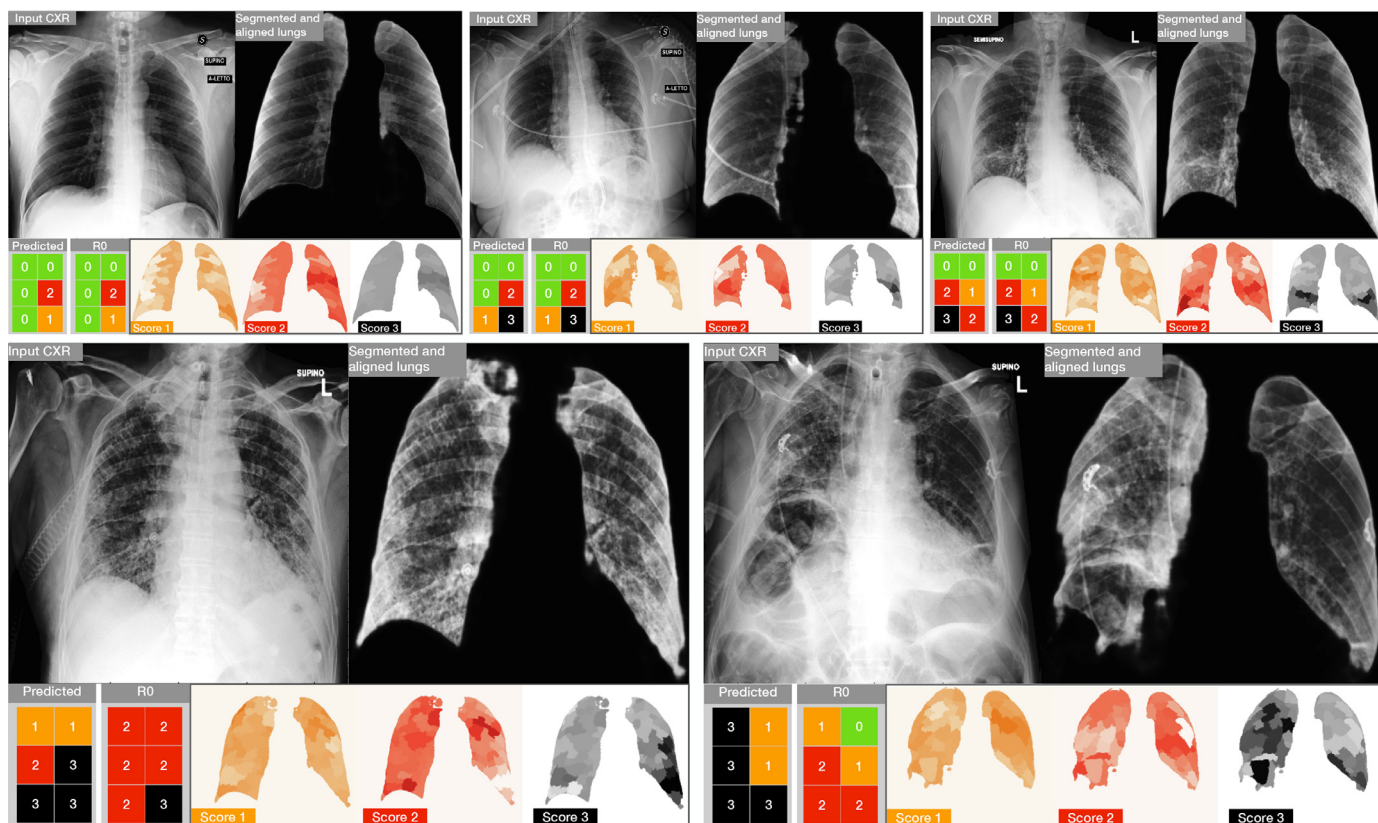 Input CXR
Segmented and
aligned lungs
S
SUPINO
A-LETTO
Predicted
R0
0 0
0 2
0 1
0 0
0 2
0 1
Score 1
Score 2
Score 3
Input CXR
Segmented and
aligned lungs
S
SUPINO
A-LETTO
Predicted
R0
0 0
0 2
1 3
0 0
0 2
1 3
Score 1
Score 2
Score 3
Input CXR
Segmented and
aligned lungs
SEMISUPINO
L
Predicted
R0
0 0
2 1
3 2
0 0
2 1
3 2
Score 1
Score 2
Score 3
Input CXR
Segmented and
aligned lungs
SUPINO
L
Predicted
R0
1 1
2 3
3 3
2 2
2 2
2 3
Score 1
Score 2
Score 3
Input CXR
Segmented and
aligned lungs
SUPINO
L
Predicted
R0
3 1
3 1
3 3
1 0
2 1
2 2
Score 1
Score 2
Score 3